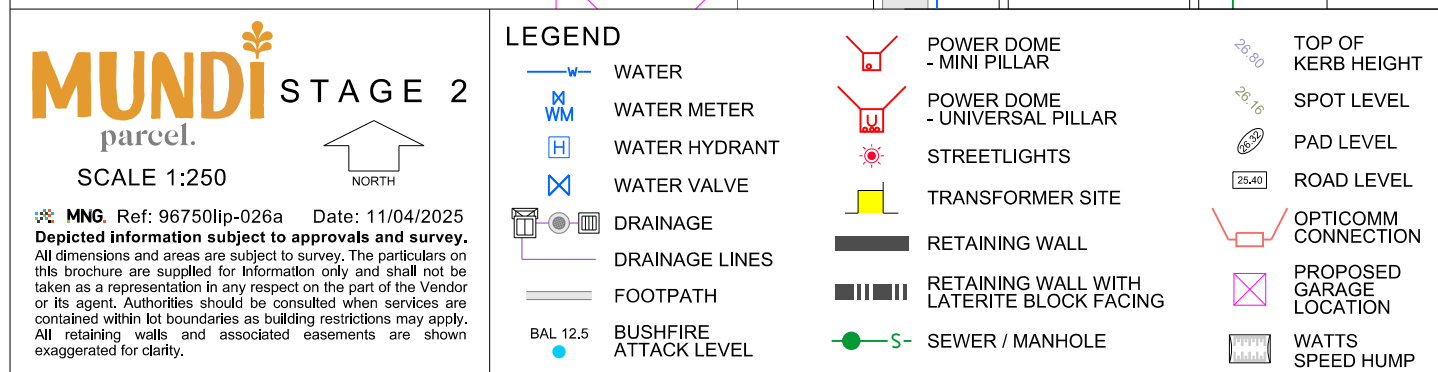 MUNDi
parcel.
STAGE 2
SCALE 1:250
NORTH
MNG. Ref: 96750lip-026a Date: 11/04/2025
Depicted information subject to approvals and survey.
All dimensions and areas are subject to survey. The particulars on
this brochure are supplied for information only and shall not be
taken as a representation in any respect on the part of the Vendor
or its agent. Authorities should be consulted when services are
contained within lot boundaries as building restrictions may apply.
All retaining walls and associated easements are shown
exaggerated for clarity.
LEGEND
W WATER
WM WATER METER
H WATER HYDRANT
WATER VALVE
DRAINAGE
DRAINAGE LINES
FOOTPATH
BAL 12.5 BUSHFIRE
ATTACK LEVEL
POWER DOME
- MINI PILLAR
U POWER DOME
- UNIVERSAL PILLAR
STREETLIGHTS
TRANSFORMER SITE
RETAINING WALL
RETAINING WALL WITH
LATERITE BLOCK FACING
S SEWER / MANHOLE
26.80 TOP OF
KERB HEIGHT
26.16 SPOT LEVEL
26.32 PAD LEVEL
25.40 ROAD LEVEL
OPTICOMM
CONNECTION
PROPOSED
GARAGE
LOCATION
WATTS
SPEED HUMP